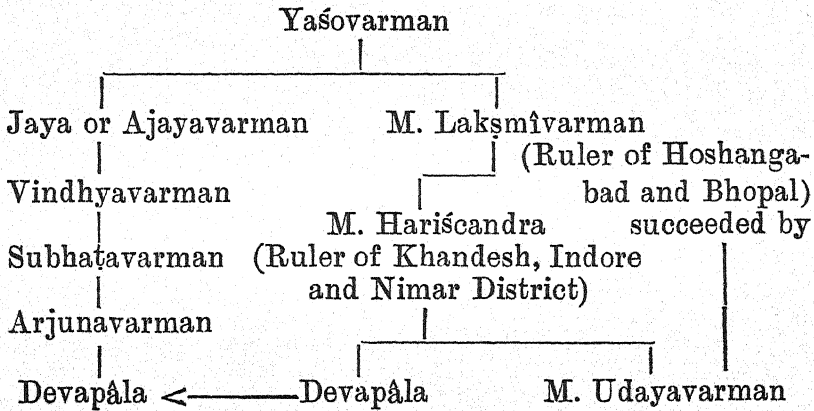 Yaśovarman
Jaya or Ajayavarman M. Lakṣmîvarman
(Ruler of Hoshanga-
Vindhyavarman bad and Bhopal)
M. Hariścandra succeeded by
Subhaṭavarman (Ruler of Khandesh, Indore
and Nimar District)
Arjunavarman
Devapâla < Devapâla M. Udayavarman